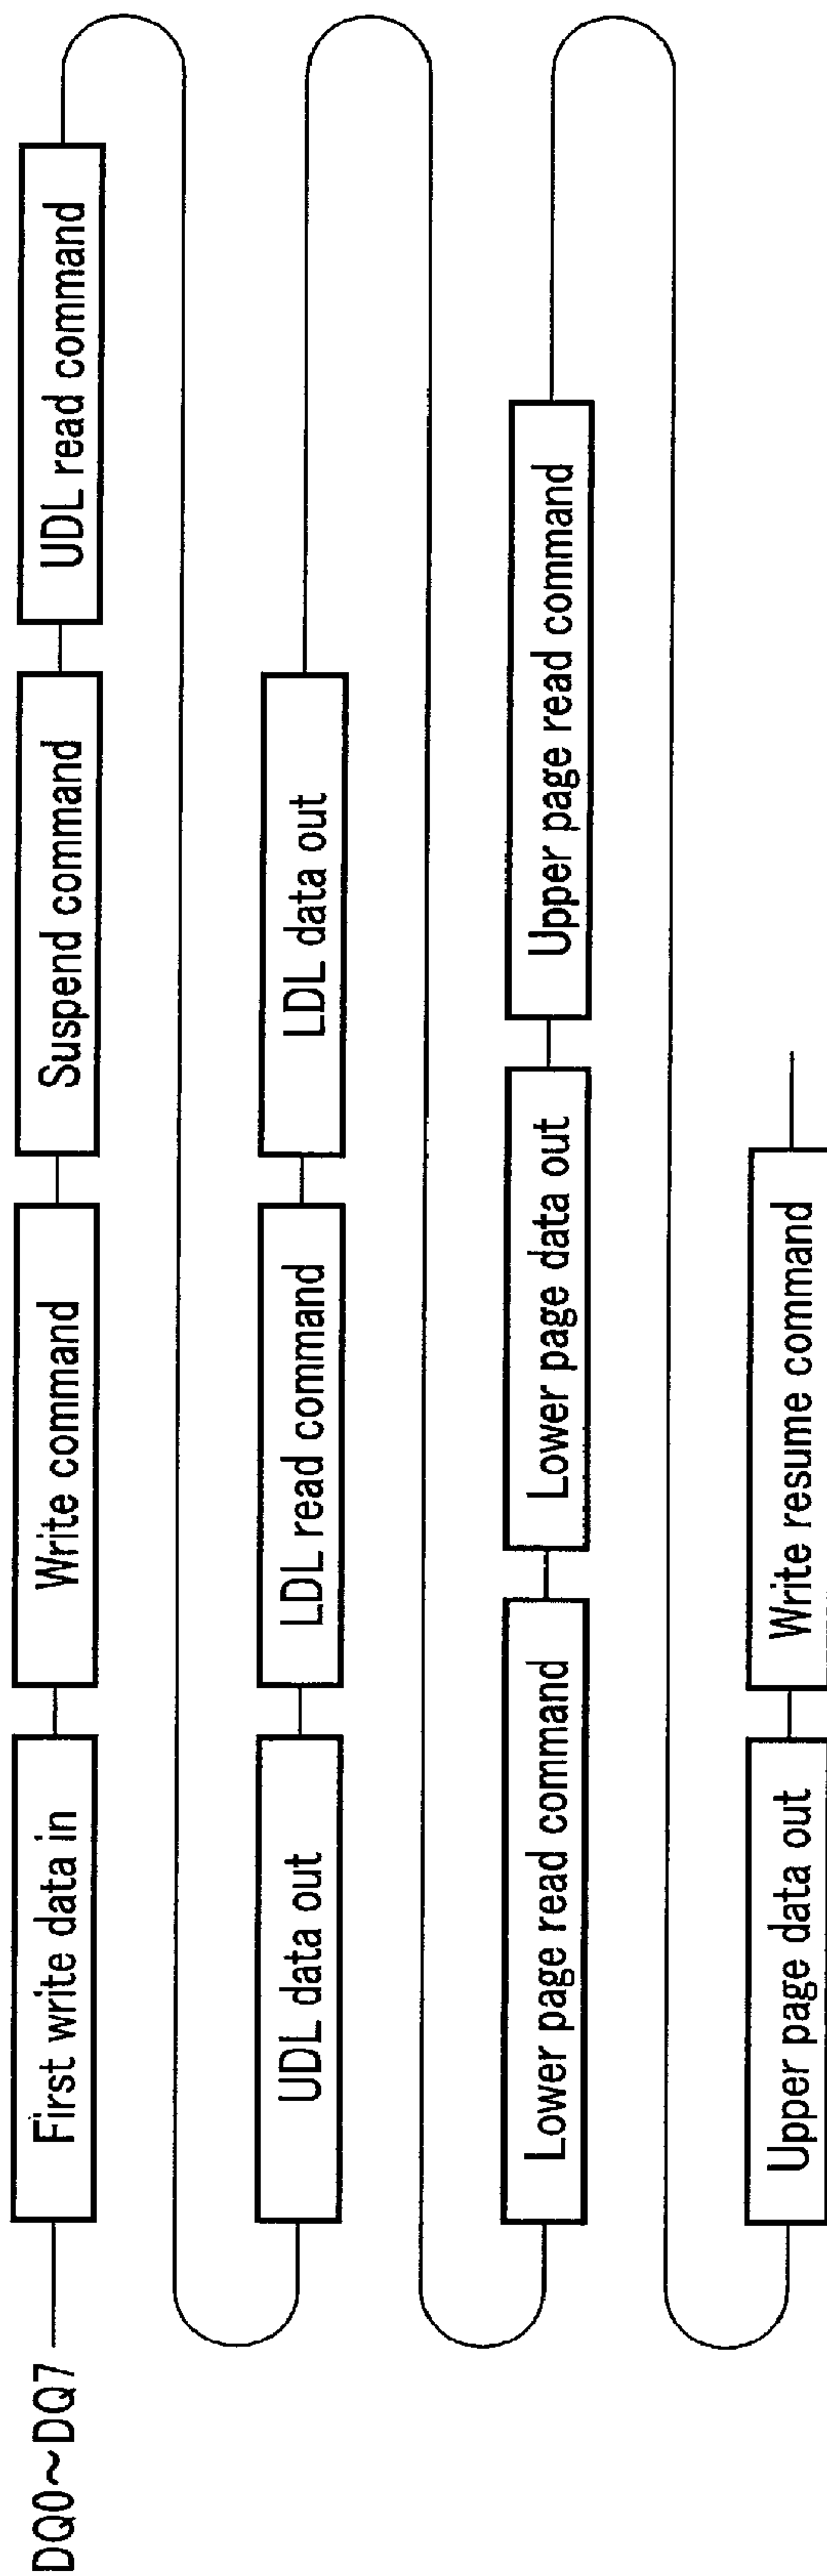 DQ0~DQ7
First write data in
Write command
Suspend command
UDL read command
UDL data out
LDL read command
LDL data out
Lower page read command
Lower page data out
Upper page read command
Upper page data out
Write resume command